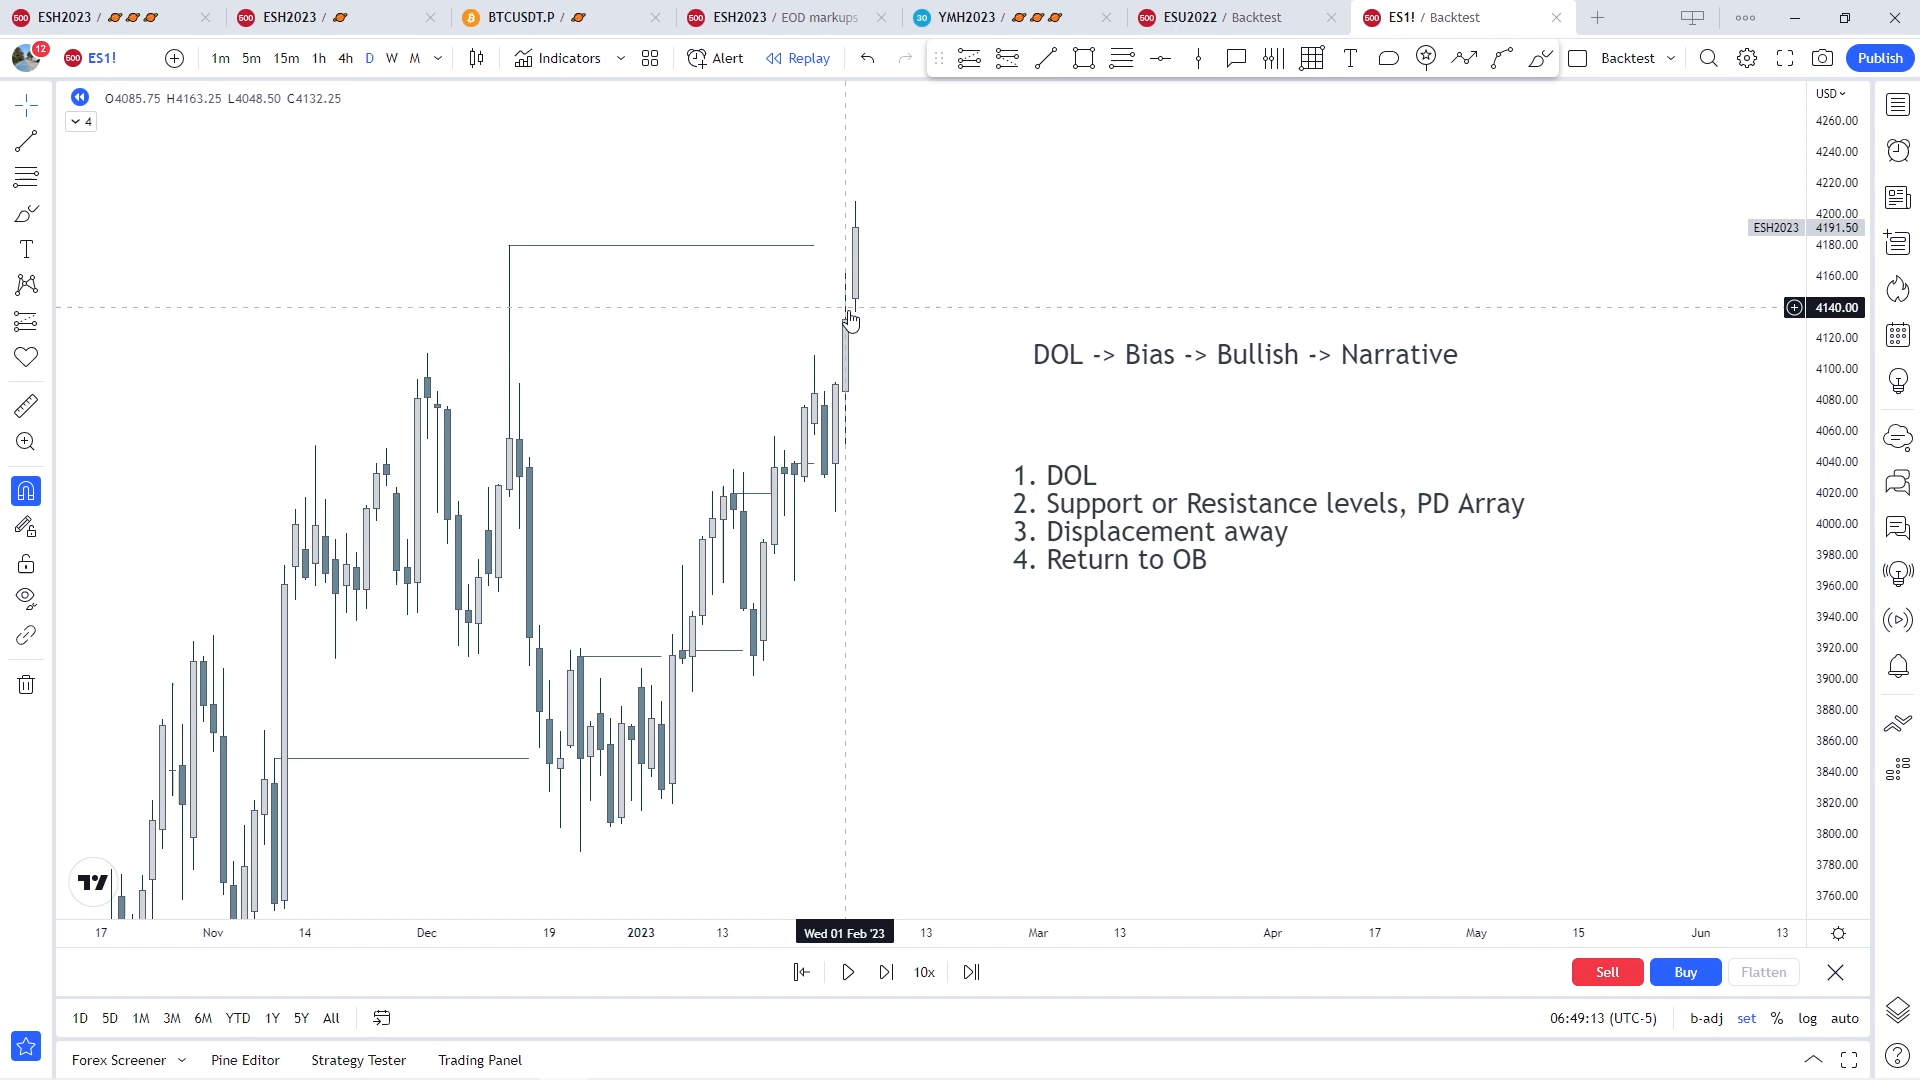 ESH2023 /
ESH2023 /
BTCUSDT.P /
ESH2023 / EOD markups
YMH2023 /
ESU2022 / Backtest
ES1! / Backtest
12
500
ES1!
1m
5m
15m
1h
4h
D
W
M
Indicators
Alert
Replay
Backtest
Publish
O4085.75 H4163.25 L4048.50 C4132.25
4
USD
4260.00
4240.00
4220.00
4200.00
ESH2023 4191.50
4180.00
4160.00
4140.00
4120.00
4100.00
4080.00
4060.00
4040.00
4020.00
4000.00
3980.00
3960.00
3940.00
3920.00
3900.00
3880.00
3860.00
3840.00
3820.00
3800.00
3780.00
3760.00
DOL -> Bias -> Bullish -> Narrative
1. DOL
2. Support or Resistance levels, PD Array
3. Displacement away
4. Return to OB
17
Nov
14
Dec
19
2023
13
Wed 01 Feb '23
13
Mar
13
Apr
17
May
15
Jun
13
10x
Sell
Buy
Flatten
1D
5D
1M
3M
6M
YTD
1Y
5Y
All
06:49:13 (UTC-5)
b-adj
set
%
log
auto
Forex Screener
Pine Editor
Strategy Tester
Trading Panel